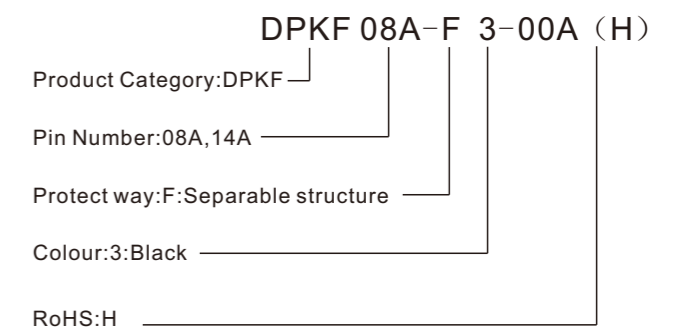 DPKF 08A-F 3-00A（H）
Product Category:DPKF
Pin Number:08A,14A
Protect way:F:Separable structure
Colour:3:Black
RoHS:H